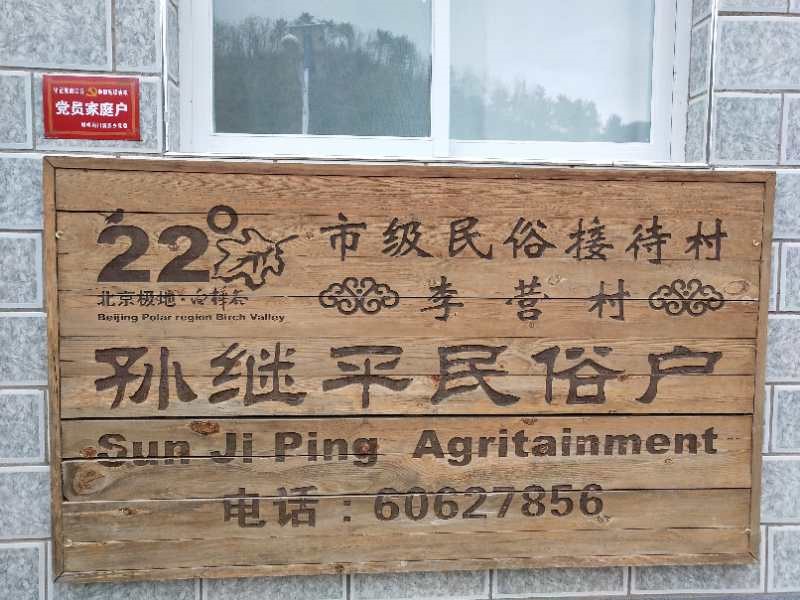 党员家庭户
22°
北京极地·白桦谷
Beijing Polar region Birch Valley
市级民俗接待村
李营村
孙继平民俗户
Sun Ji Ping Agritainment
电话：60627856